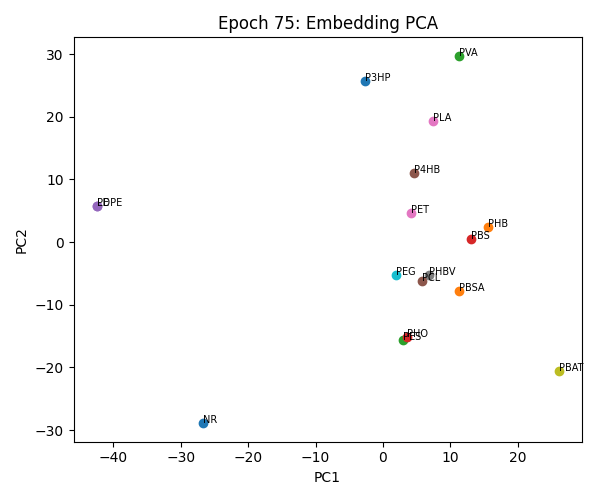 Epoch 75: Embedding PCA
PVA
P3HP
PLA
P4HB
PET
PHB
PBS
PEG
PHBV
PCL
PBSA
PHO
PES
PBAT
NR
30
20
10
0
−10
−20
−30
PC2
−40
−30
−20
−10
0
10
20
PC1